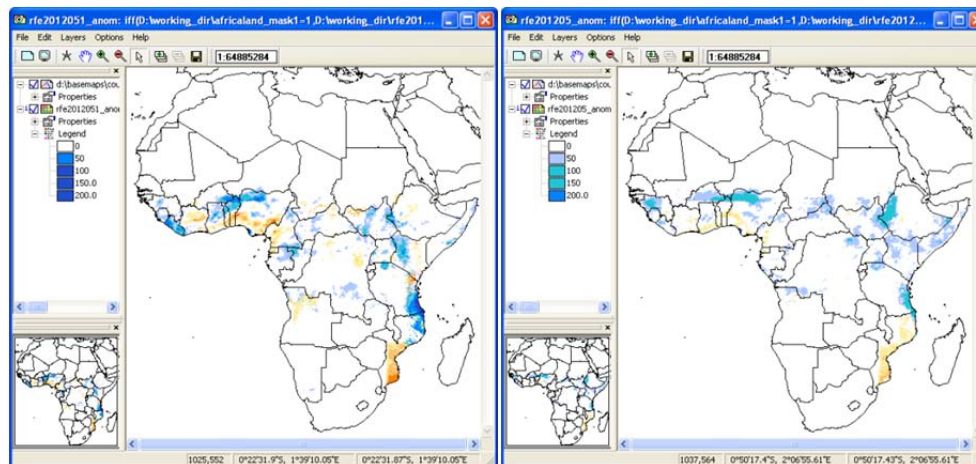 rfe2012051_anom: iff(D:\working_dir\africaland_mask1=1,D:\working_dir\rfe201...
File Edit Layers Options Help
1:64885284
d:\basemaps\cou
Properties
rfe2012051_anom
Properties
Legend
0
50
100
150.0
200.0
1025,552 0°22'31.9"S, 1°39'10.05"E 0°22'31.87"S, 1°39'10.05"E
rfe201205_anom: iff(D:\working_dir\africaland_mask1=1,D:\working_dir\rfe2012...
File Edit Layers Options Help
1:64885284
d:\basemaps\cou
Properties
rfe201205_anom
Properties
Legend
0
50
100
150.0
200.0
1037,564 0°50'17.4"S, 2°06'55.61"E 0°50'17.43"S, 2°06'55.61"E